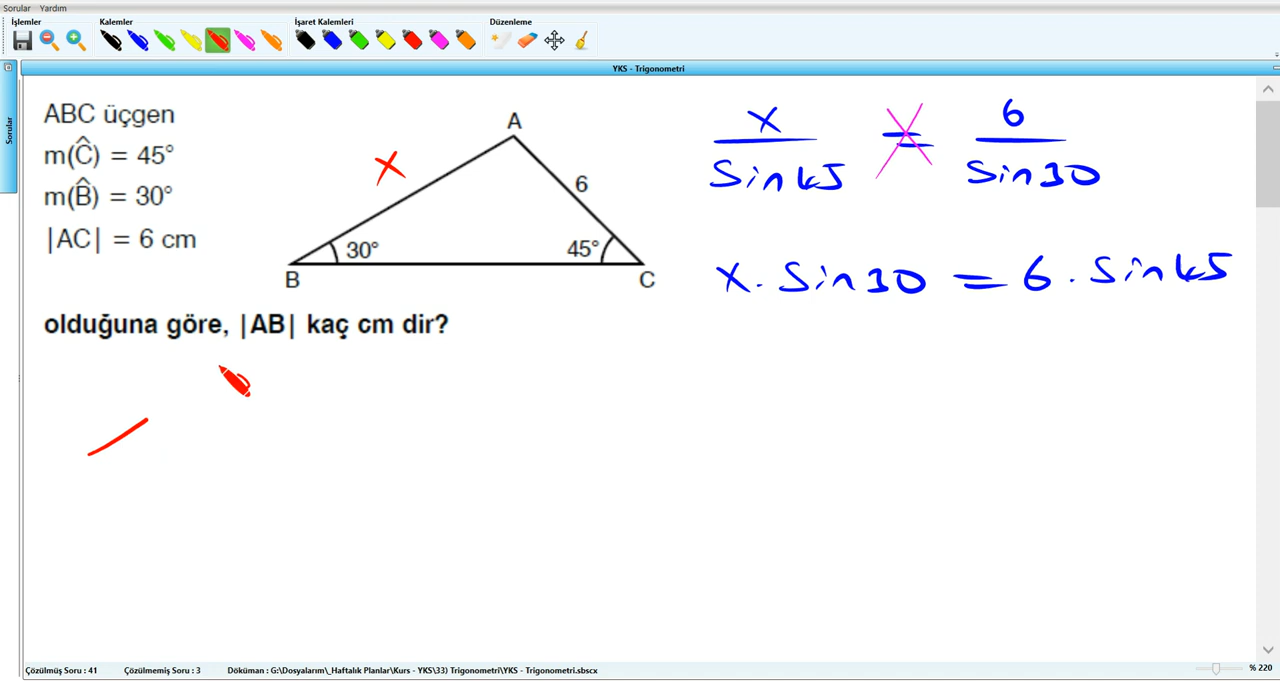 Sorular Yardım
İşlemler Kalemler İşaret Kalemleri Düzenleme
YKS - Trigonometri
Sorular
ABC üçgen
m(Ĉ) = 45°
m(B̂) = 30°
|AC| = 6 cm
A
x
6
30°
45°
B
C
olduğuna göre, |AB| kaç cm dir?
x/Sin45 = 6/Sin30
x. Sin30 = 6 . Sin45
Çözülmüş Soru : 41 Çözülmemiş Soru : 3 Döküman : G:\Dosyalarım\_Haftalık Planlar\Kurs - YKS\33) Trigonometri\YKS - Trigonometri.sbscx % 220